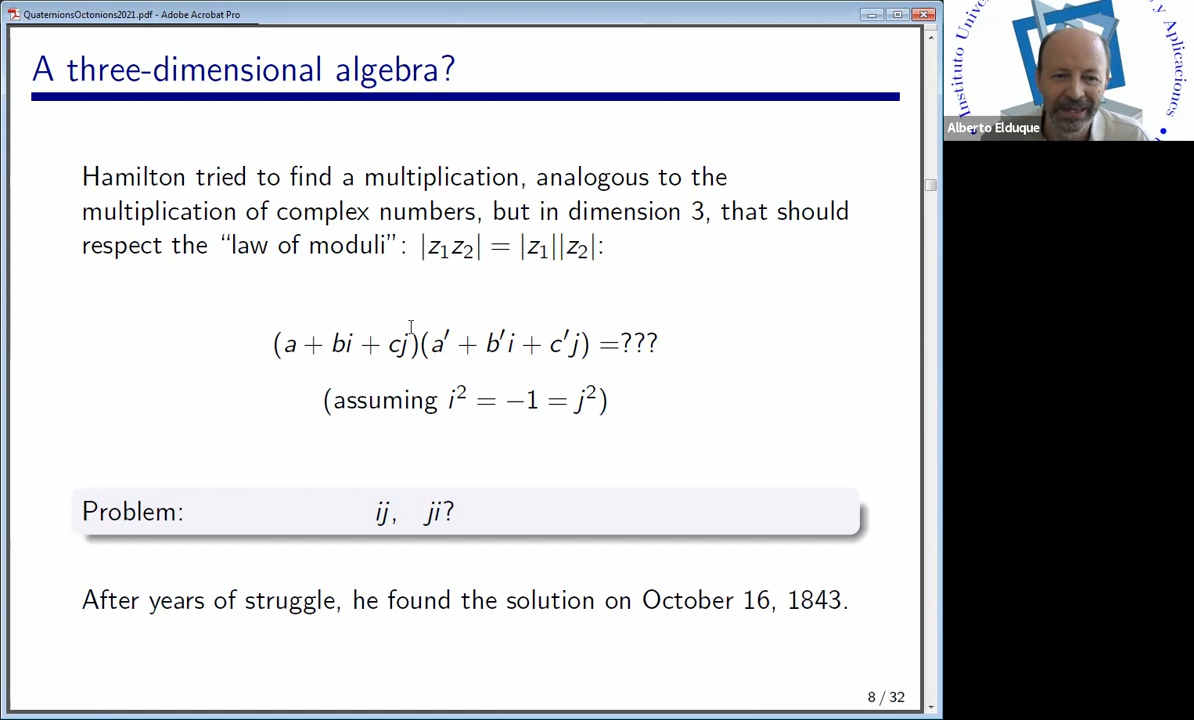 QuaternionsOctonions2021.pdf - Adobe Acrobat Pro
A three-dimensional algebra?
Hamilton tried to find a multiplication, analogous to the
multiplication of complex numbers, but in dimension 3, that should
respect the “law of moduli”: |z₁z₂| = |z₁||z₂|:
(a + bi + cj)(a′ + b′i + c′j) =???
(assuming i² = −1 = j²)
Problem: ij, ji?
After years of struggle, he found the solution on October 16, 1843.
8 / 32
Instituto Univer
y Aplicaciones
Alberto Elduque